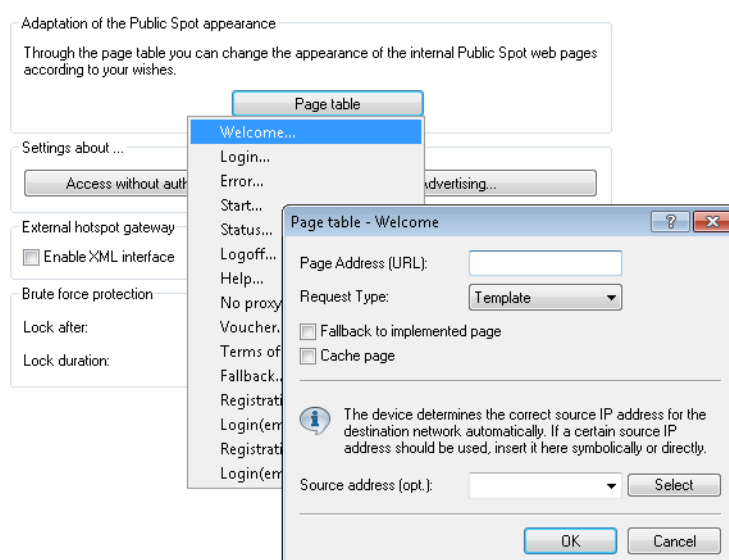 Adaptation of the Public Spot appearance
Through the page table you can change the appearance of the internal Public Spot web pages
according to your wishes.
Page table
Welcome...
Settings about ...
Login...
Access without auth
Advertising...
Error...
Start...
Page table - Welcome
External hotspot gateway
Status...
Enable XML interface
Logoff...
Page Address (URL):
Help...
Brute force protection
Request Type:
Template
No proxy
Lock after:
Voucher.
Fallback to implemented page
Terms of
Cache page
Lock duration:
Fallback..
Registrati
Login(em
The device determines the correct source IP address for the
destination network automatically. If a certain source IP
address should be used, insert it here symbolically or directly.
Registrati
Login(em
Source address (opt.):
Select
OK
Cancel